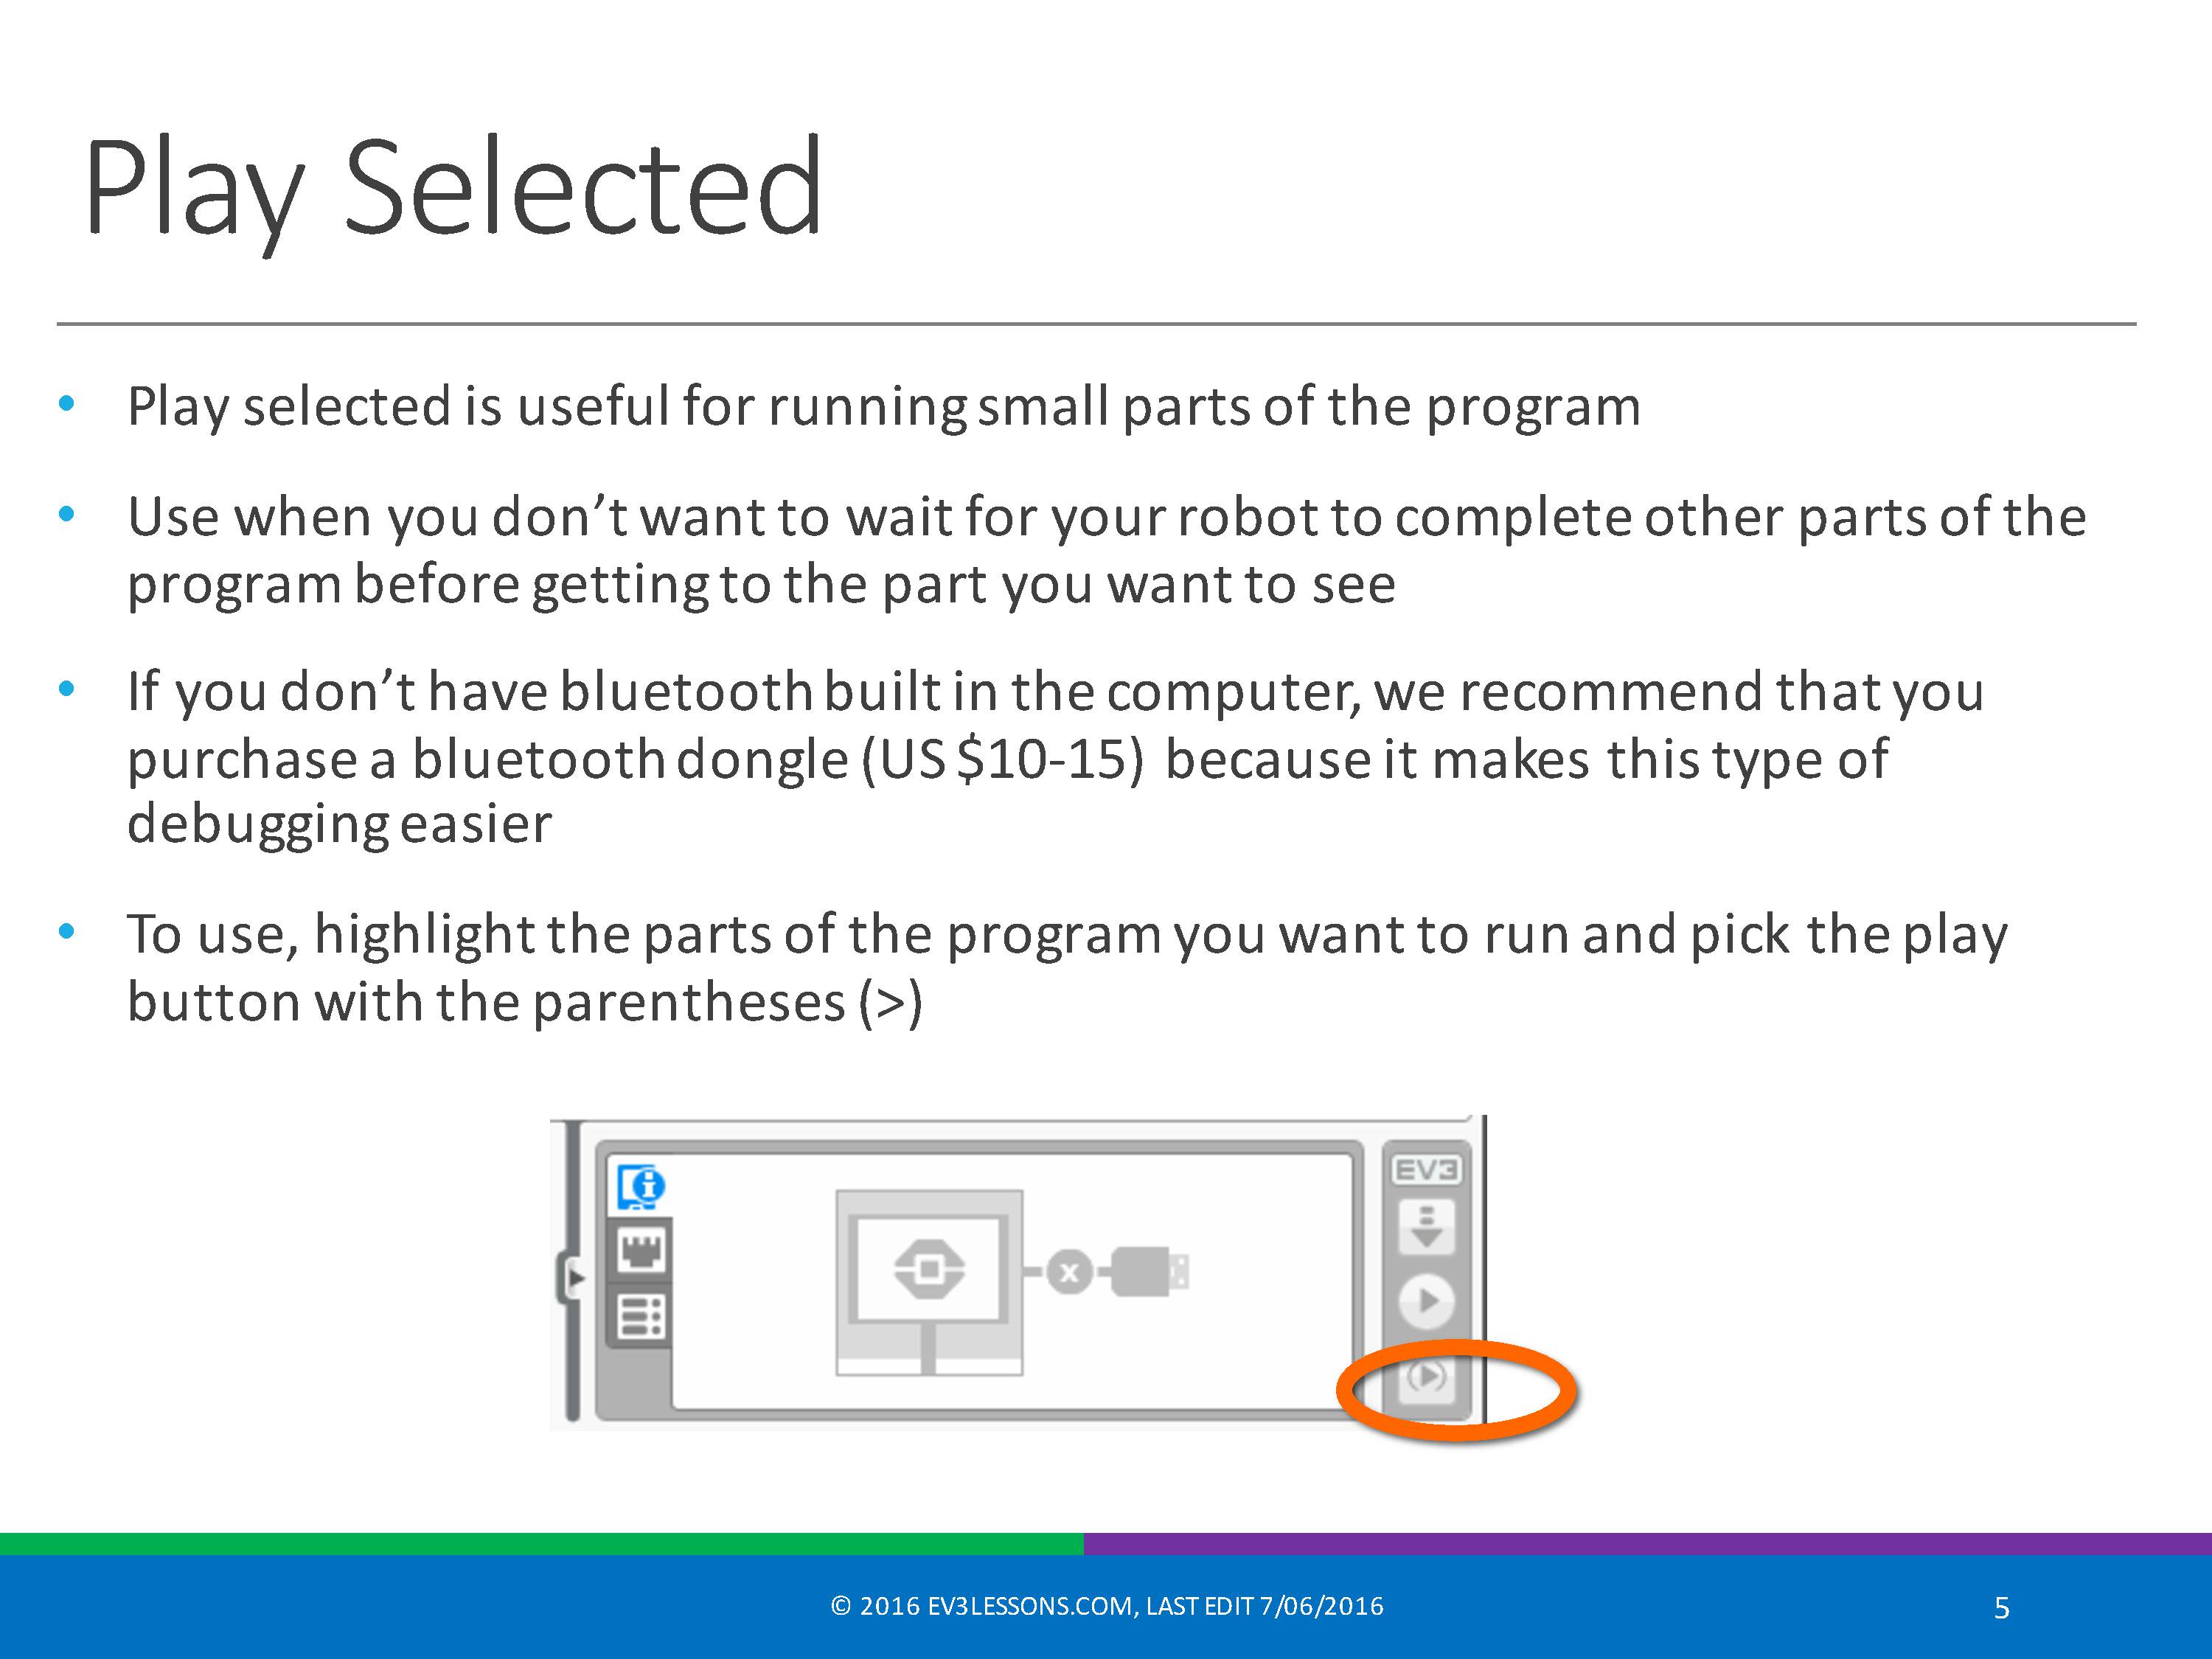 Play Selected
• Play selected is useful for running small parts of the program
• Use when you don’t want to wait for your robot to complete other parts of the
program before getting to the part you want to see
• If you don’t have bluetooth built in the computer, we recommend that you
purchase a bluetooth dongle (US $10-15) because it makes this type of
debugging easier
• To use, highlight the parts of the program you want to run and pick the play
button with the parentheses (>)
EV3
© 2016 EV3LESSONS.COM, LAST EDIT 7/06/2016
5